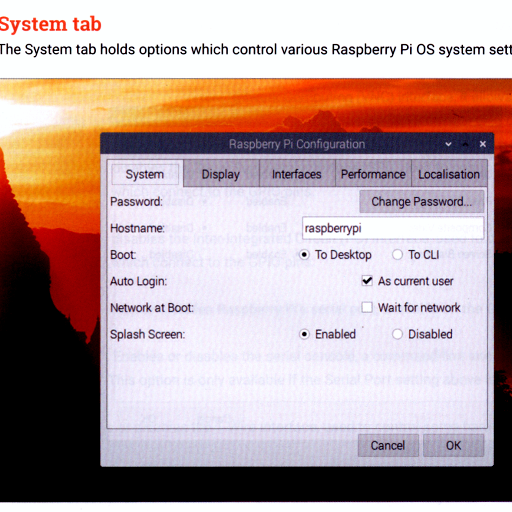 System tab
The System tab holds options which control various Raspberry Pi OS system sett
Raspberry Pi Configuration
System Display Interfaces Performance Localisation
Password: Change Password...
Hostname: raspberrypi
Boot: To Desktop To CLI
Auto Login: As current user
Network at Boot: Wait for network
Splash Screen: Enabled Disabled
Cancel OK